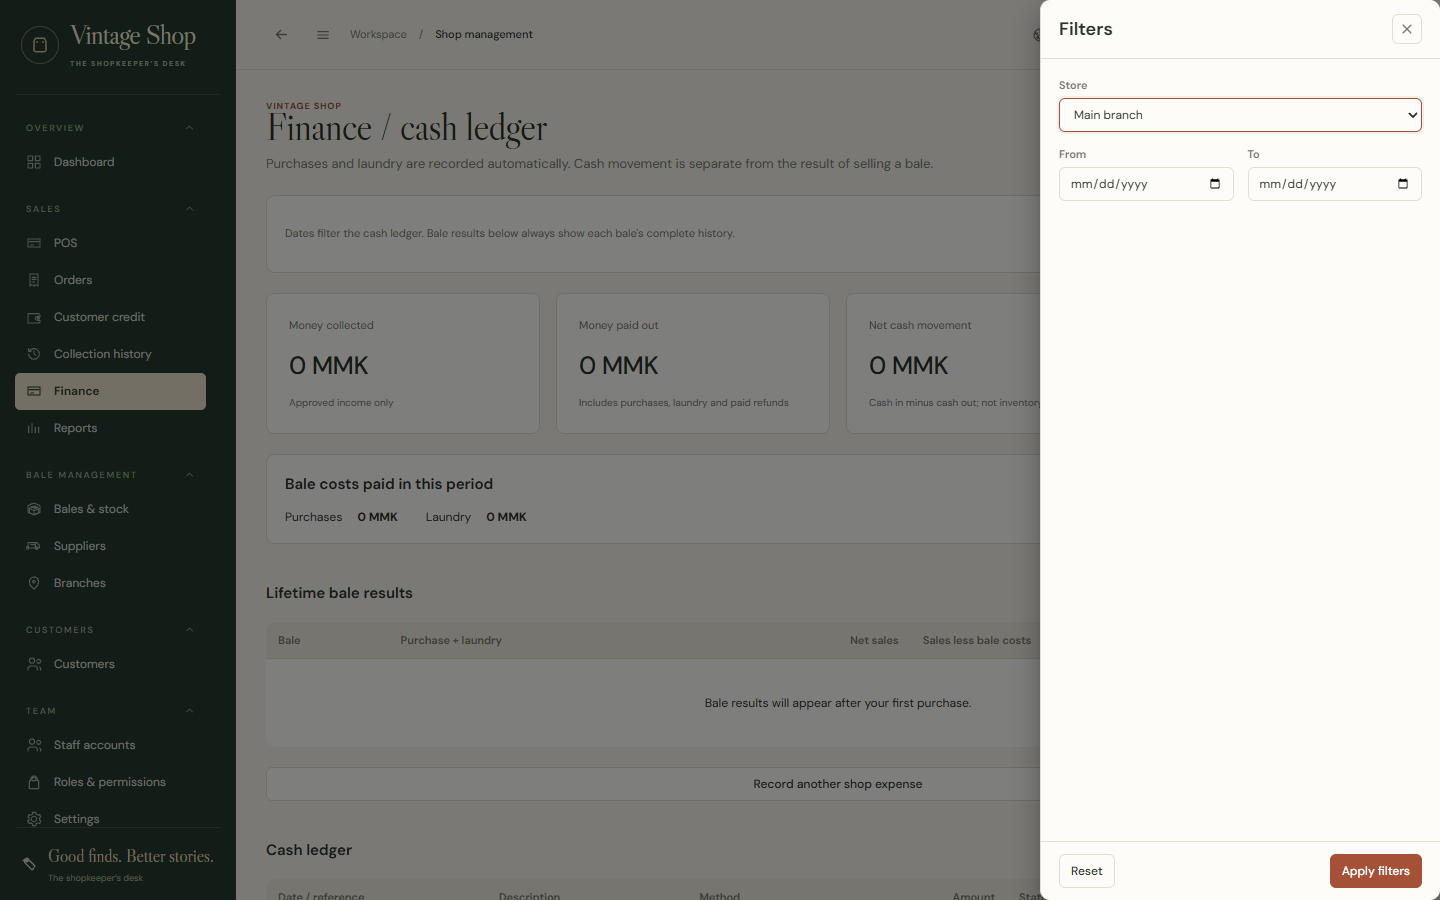 Vintage Shop
THE SHOPKEEPER'S DESK
OVERVIEW
Dashboard
SALES
POS
Orders
Customer credit
Collection history
Finance
Reports
BALE MANAGEMENT
Bales & stock
Suppliers
Branches
CUSTOMERS
Customers
TEAM
Staff accounts
Roles & permissions
Settings
Good finds. Better stories.
The shopkeeper's desk
Workspace / Shop management
VINTAGE SHOP
Finance / cash ledger
Purchases and laundry are recorded automatically. Cash movement is separate from the result of selling a bale.
Dates filter the cash ledger. Bale results below always show each bale's complete history.
Money collected
0 MMK
Approved income only
Money paid out
0 MMK
Includes purchases, laundry and paid refunds
Net cash movement
0 MMK
Cash in minus cash out; not inventory
Bale costs paid in this period
Purchases 0 MMK Laundry 0 MMK
Lifetime bale results
Bale Purchase + laundry Net sales Sales less bale costs
Bale results will appear after your first purchase.
Record another shop expense
Cash ledger
Date / reference Description Method Amount
Filters
Store
Main branch
From To
mm/dd/yyyy mm/dd/yyyy
Reset Apply filters